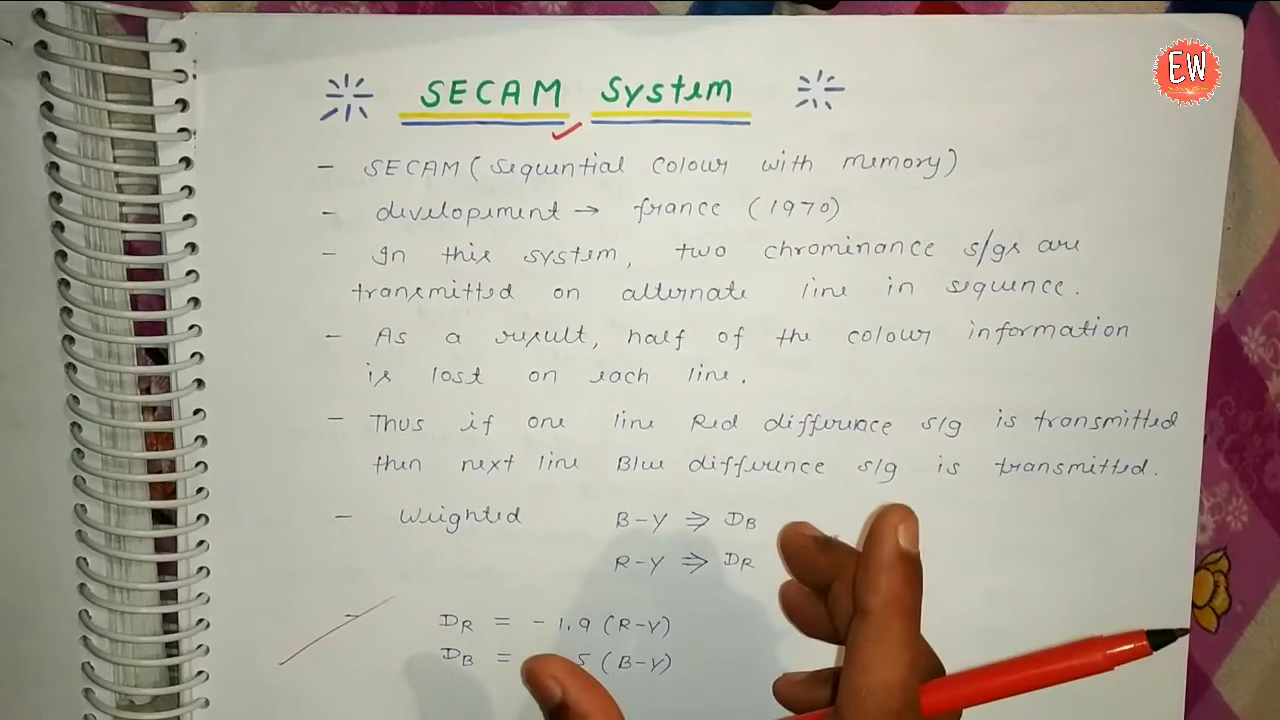 EW
SECAM System
- SECAM (Sequential Colour with memory)
- development → france (1970)
- In this system, two chrominance s/gs are
transmitted on alternate line in sequence.
- As a result, half of the colour information
is lost on each line.
- Thus if one line Red difference s/g is transmitted
then next line Blue difference s/g is transmitted.
- Weighted B-Y ⇒ DB
R-Y ⇒ DR
- DR = - 1.9 (R-Y)
DB = 5 (B-Y)